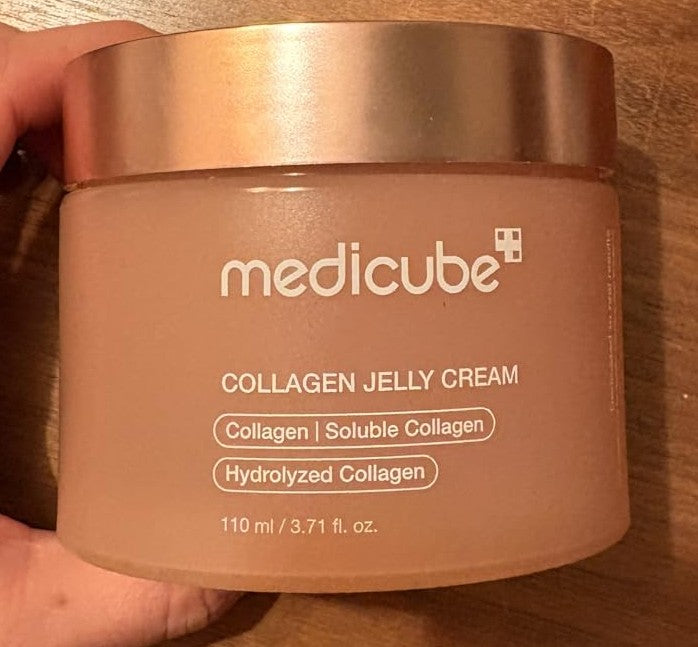 medicube
COLLAGEN JELLY CREAM
Collagen | Soluble Collagen
Hydrolyzed Collagen
110 ml / 3.71 fl. oz.